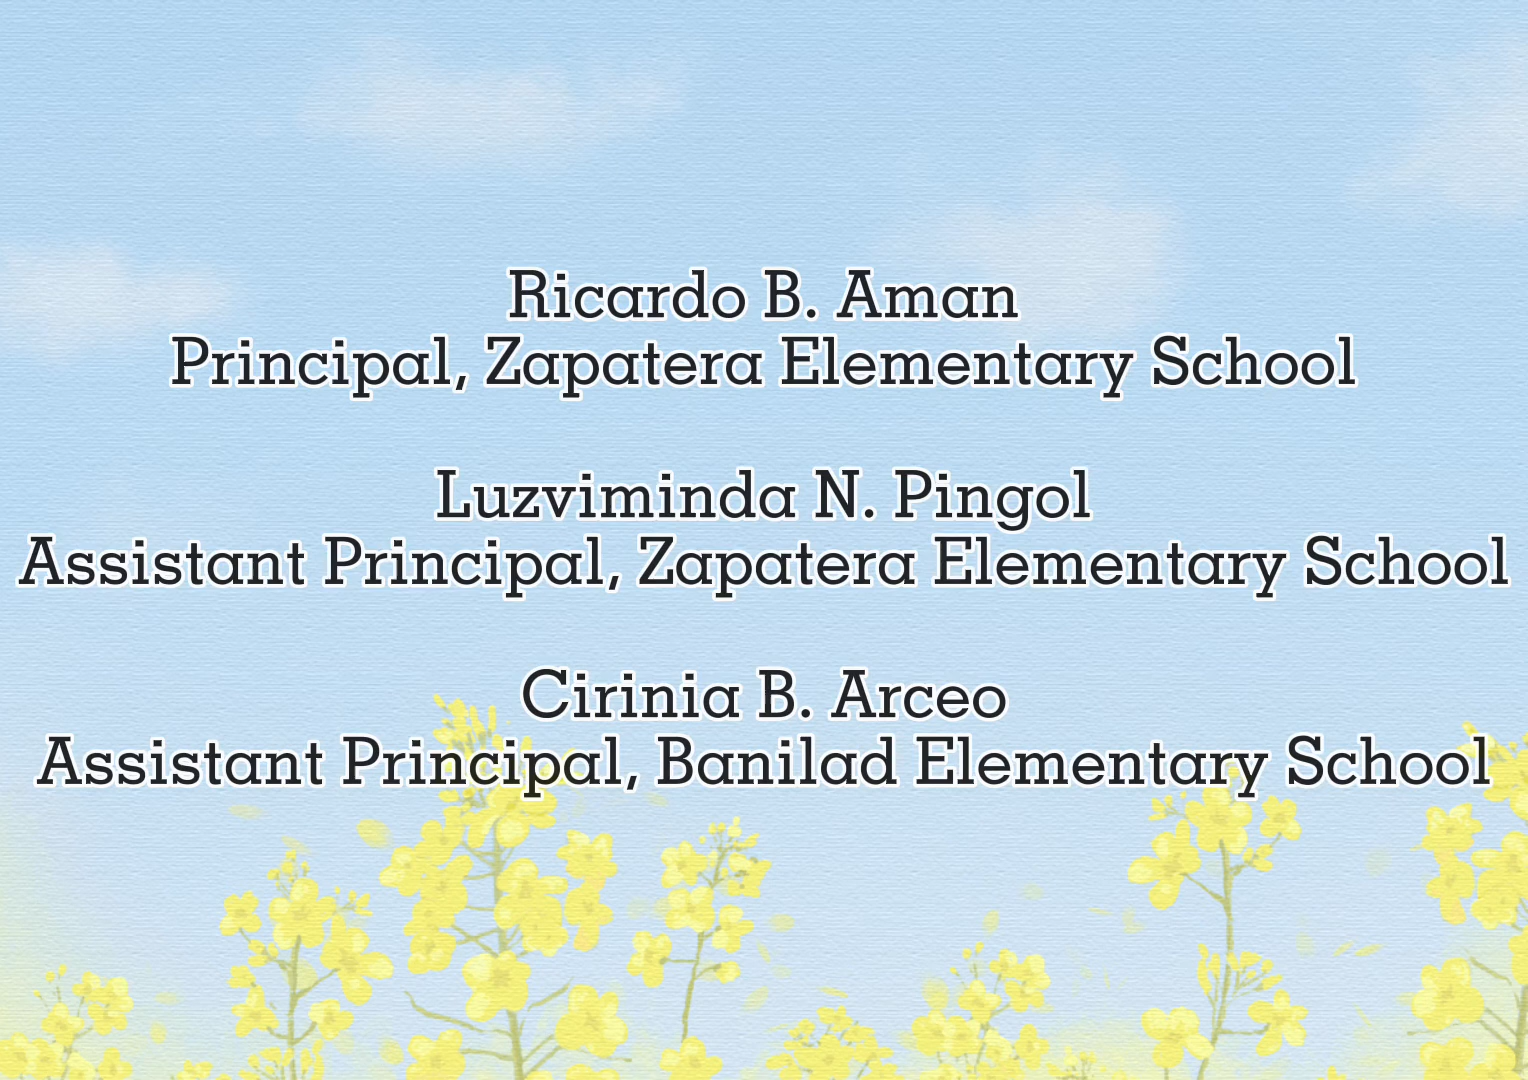 Ricardo B. Aman
Principal, Zapatera Elementary School
Luzviminda N. Pingol
Assistant Principal, Zapatera Elementary School
Cirinia B. Arceo
Assistant Principal, Banilad Elementary School